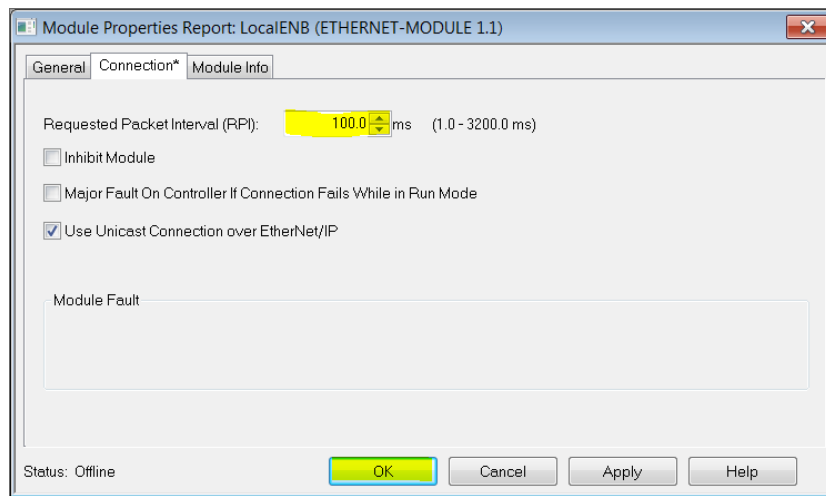 Module Properties Report: LocalENB (ETHERNET-MODULE 1.1)
General Connection* Module Info
Requested Packet Interval (RPI): 100.0 ms (1.0 - 3200.0 ms)
Inhibit Module
Major Fault On Controller If Connection Fails While in Run Mode
Use Unicast Connection over EtherNet/IP
Module Fault
Status: Offline OK Cancel Apply Help